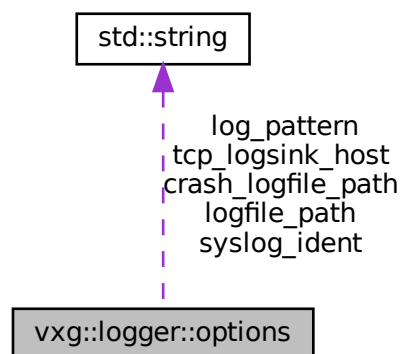 std::string
log_pattern
tcp_logsink_host
crash_logfile_path
logfile_path
syslog_ident
vxg::logger::options